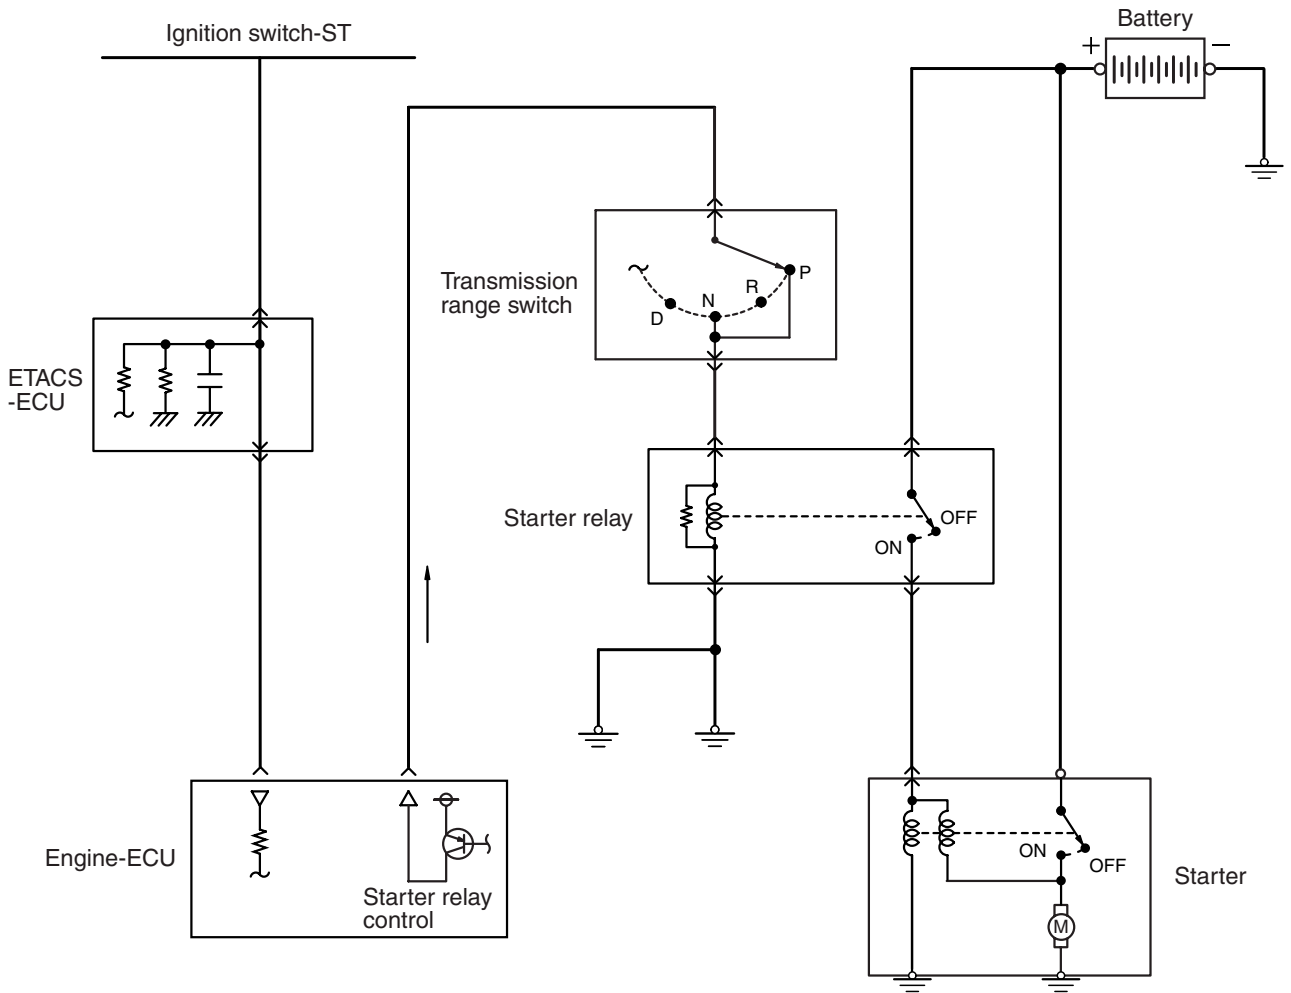 Ignition switch-ST
Battery
+
−
Transmission
range switch
P
R
N
D
ETACS
-ECU
Starter relay
OFF
ON
Engine-ECU
Starter relay
control
ON
OFF
M
Starter